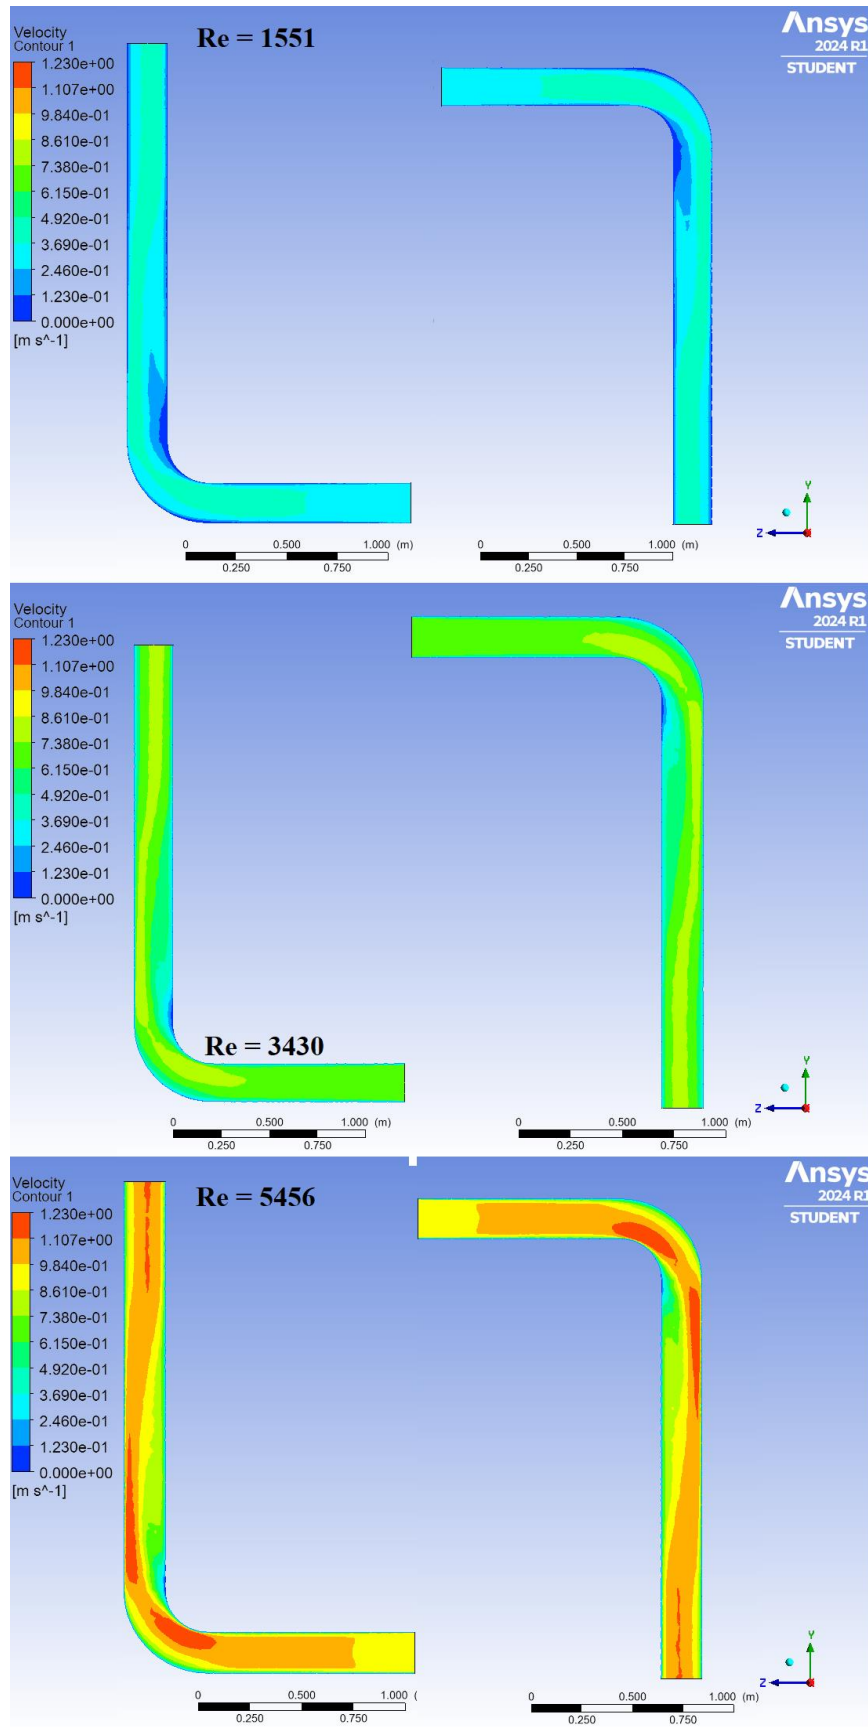 Velocity
Contour 1
1.230e+00
1.107e+00
9.840e-01
8.610e-01
7.380e-01
6.150e-01
4.920e-01
3.690e-01
2.460e-01
1.230e-01
0.000e+00
[m s^-1]
Re = 1551
Ansys
2024 R1
STUDENT
0 0.500 1.000 (m)
0.250 0.750
0 0.500 1.000 (m)
0.250 0.750
Y
Z
Velocity
Contour 1
1.230e+00
1.107e+00
9.840e-01
8.610e-01
7.380e-01
6.150e-01
4.920e-01
3.690e-01
2.460e-01
1.230e-01
0.000e+00
[m s^-1]
Ansys
2024 R1
STUDENT
Re = 3430
0 0.500 1.000 (m)
0.250 0.750
0 0.500 1.000 (m)
0.250 0.750
Y
Z
Velocity
Contour 1
1.230e+00
1.107e+00
9.840e-01
8.610e-01
7.380e-01
6.150e-01
4.920e-01
3.690e-01
2.460e-01
1.230e-01
0.000e+00
[m s^-1]
Re = 5456
Ansys
2024 R1
STUDENT
0 0.500 1.000 (
0.250 0.750
0 0.500 1.000 (m)
0.250 0.750
Y
Z